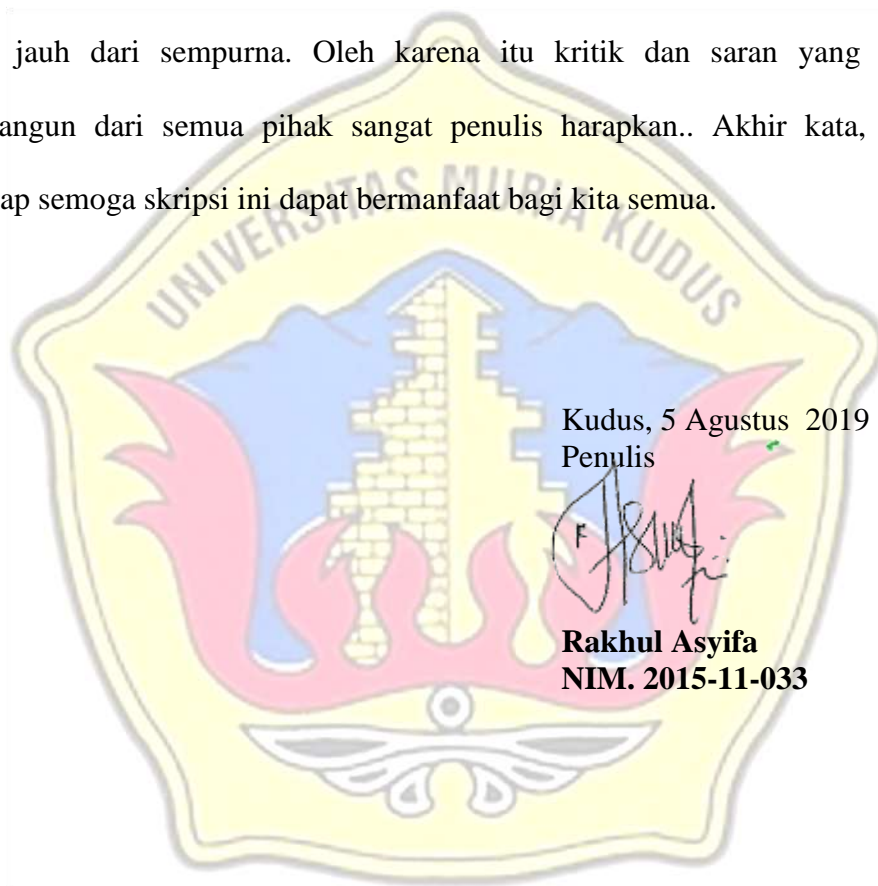 jauh dari sempurna. Oleh karena itu kritik dan saran yang
angun dari semua pihak sangat penulis harapkan.. Akhir kata,
ap semoga skripsi ini dapat bermanfaat bagi kita semua.
UNIVERSITAS MURIA KUDUS
Kudus, 5 Agustus 2019
Penulis
Rakhul Asyifa
NIM. 2015-11-033